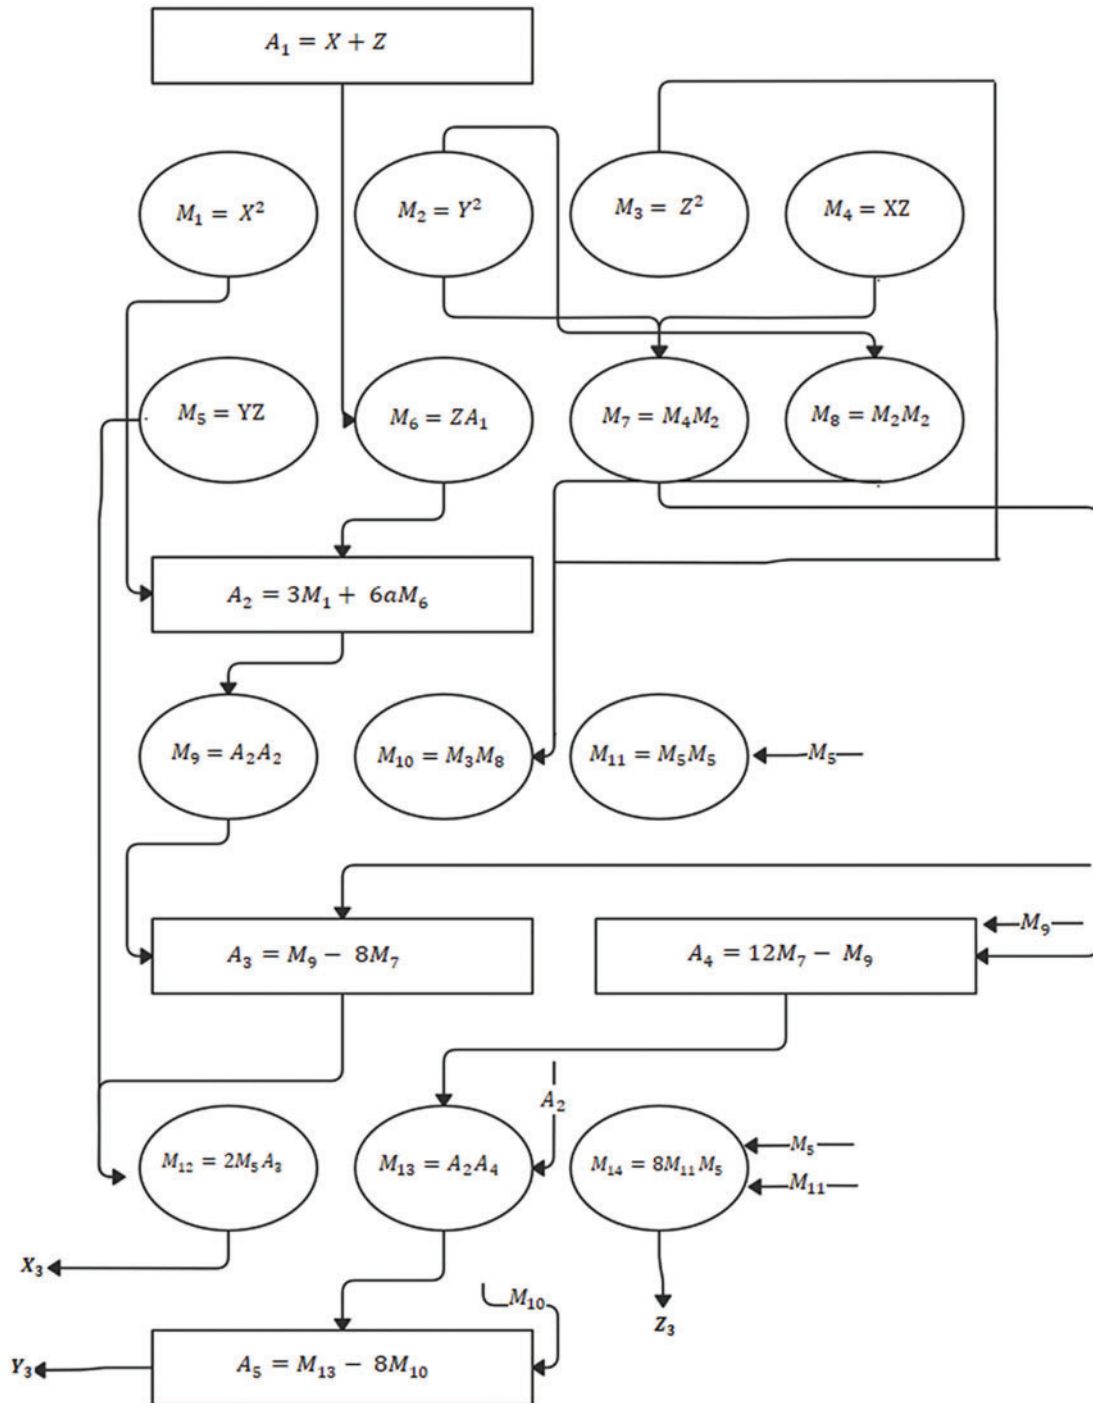 A₁ = X + Z
M₁ = X²
M₂ = Y²
M₃ = Z²
M₄ = XZ
M₅ = YZ
M₆ = ZA₁
M₇ = M₄M₂
M₈ = M₂M₂
A₂ = 3M₁ + 6aM₆
M₉ = A₂A₂
M₁₀ = M₃M₈
M₁₁ = M₅M₅
M₅
M₉
A₃ = M₉ − 8M₇
A₄ = 12M₇ − M₉
A₂
M₁₂ = 2M₅A₃
M₁₃ = A₂A₄
M₁₄ = 8M₁₁M₅
M₅
M₁₁
X₃
M₁₀
Z₃
Y₃
A₅ = M₁₃ − 8M₁₀